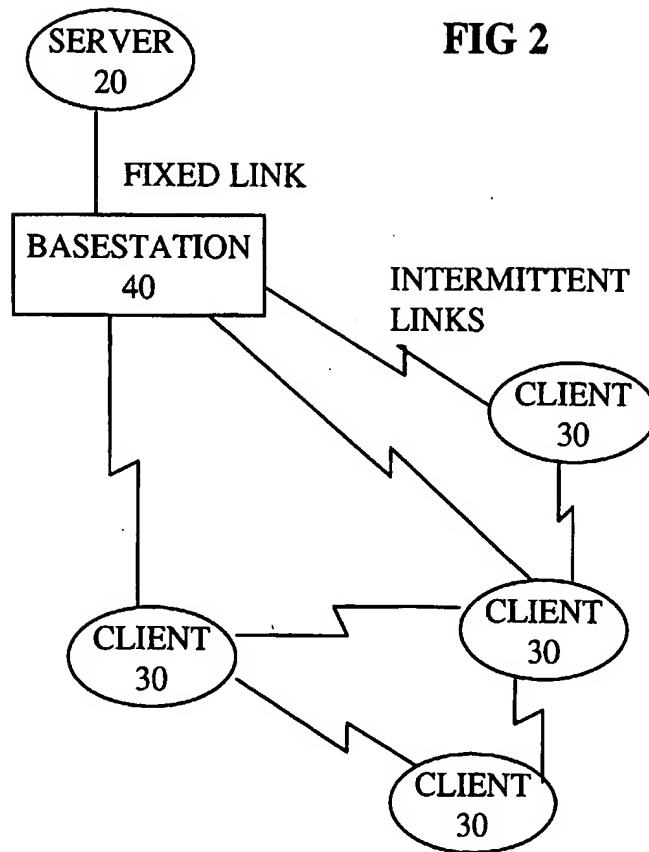 FIG 2
SERVER
20
FIXED LINK
BASESTATION
40
INTERMITTENT
LINKS
CLIENT
30
CLIENT
30
CLIENT
30
CLIENT
30